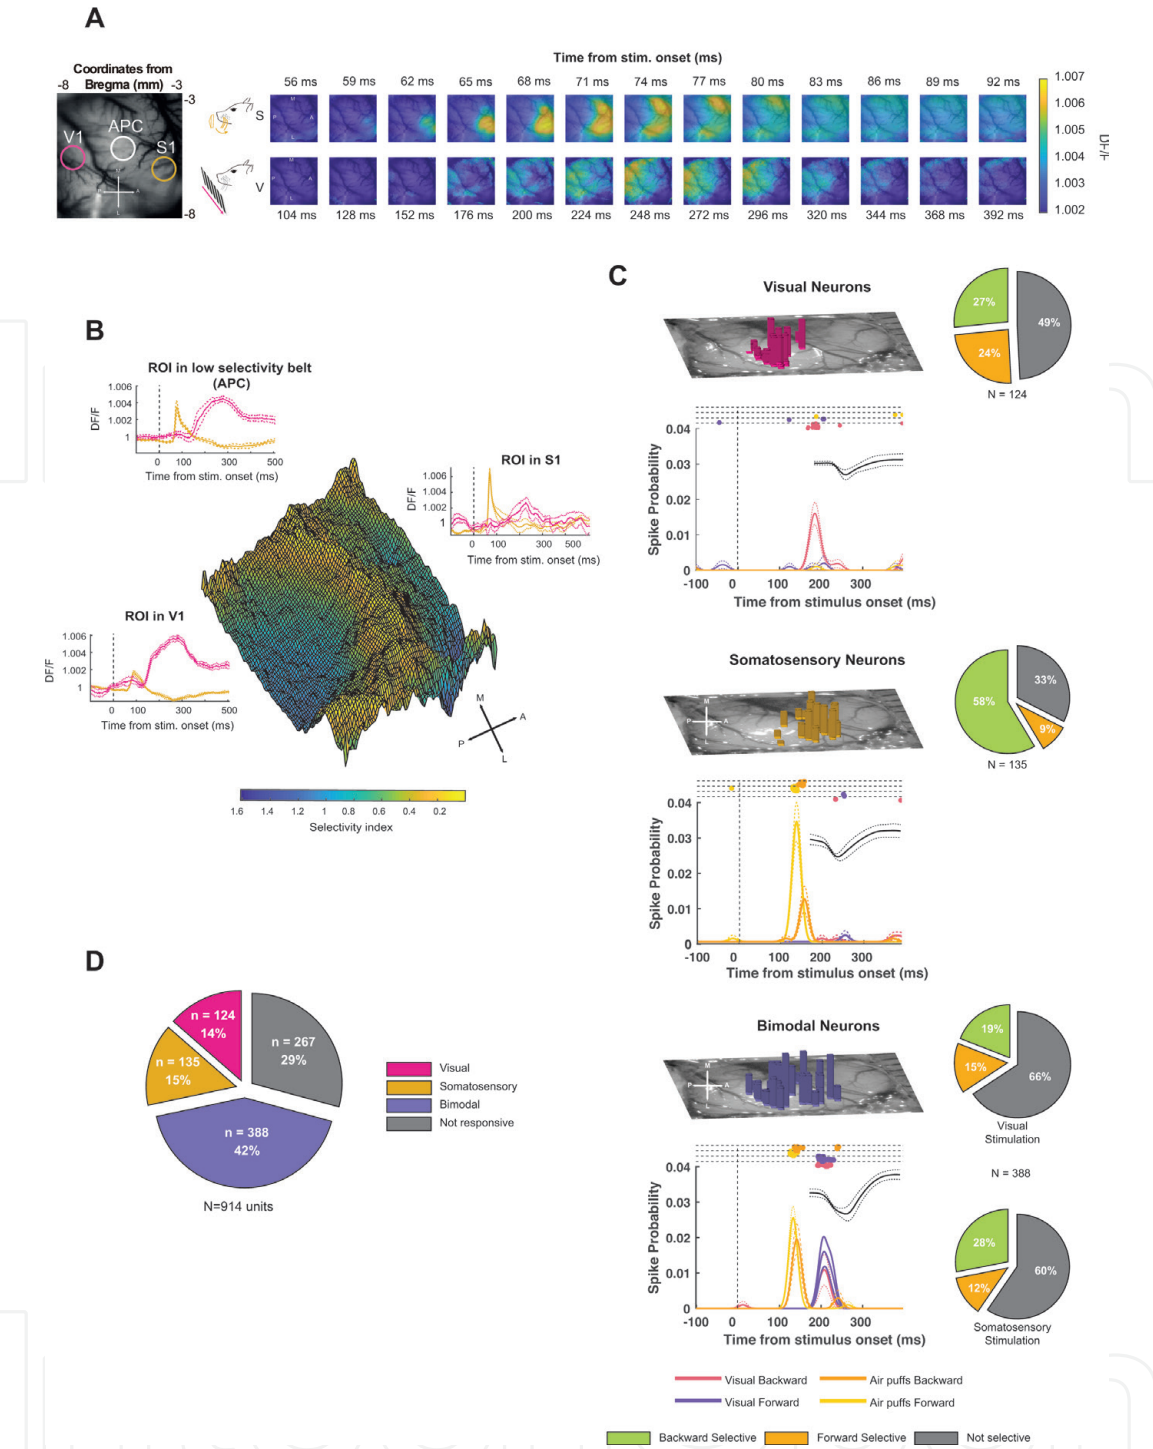 A
Time from stim. onset (ms)
Coordinates from
Bregma (mm)
-8
-3
-3
-8
V1
APC
S1
56 ms 59 ms 62 ms 65 ms 68 ms 71 ms 74 ms 77 ms 80 ms 83 ms 86 ms 89 ms 92 ms
S
M
P A
L
V
M
P A
L
104 ms 128 ms 152 ms 176 ms 200 ms 224 ms 248 ms 272 ms 296 ms 320 ms 344 ms 368 ms 392 ms
1.007
1.006
1.005
1.004
1.003
1.002
B
ROI in low selectivity belt
(APC)
DF/F
1.006
1.004
1.002
1
0 100 300 500
Time from stim. onset (ms)
ROI in S1
DF/F
1.006
1.004
1.002
1
0 100 300 500
Time from stim. onset (ms)
ROI in V1
DF/F
1.006
1.004
1.002
1
0 100 300 500
Time from stim. onset (ms)
M
A
P
L
1.6 1.4 1.2 1 0.8 0.6 0.4 0.2
Selectivity index
C
Visual Neurons
27%
49%
24%
N = 124
Spike Probability
0.04
0.03
0.02
0.01
0
-100 0 100 200 300
Time from stimulus onset (ms)
Somatosensory Neurons
M
P A
L
58%
33%
9%
N = 135
Spike Probability
0.04
0.03
0.02
0.01
0
-100 0 100 200 300
Time from stimulus onset (ms)
Bimodal Neurons
M
P A
L
19%
15%
66%
Visual
Stimulation
N = 388
28%
12%
60%
Somatosensory
Stimulation
Spike Probability
0.04
0.03
0.02
0.01
0
-100 0 100 200 300
Time from stimulus onset (ms)
Visual Backward
Air puffs Backward
Visual Forward
Air puffs Forward
Backward Selective
Forward Selective
Not selective
D
n = 124
14%
n = 267
29%
n = 135
15%
n = 388
42%
N=914 units
Visual
Somatosensory
Bimodal
Not responsive